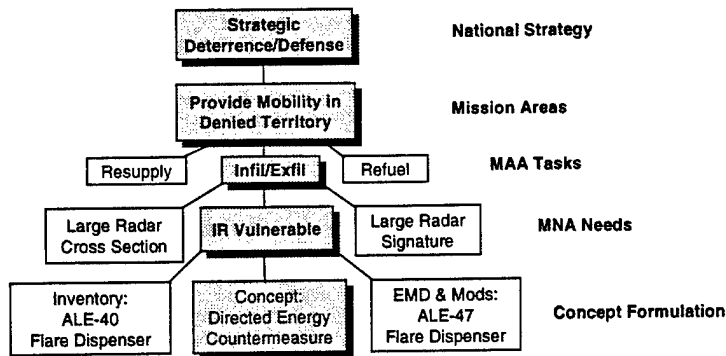 Strategic
Deterrence/Defense
National Strategy
Provide Mobility in
Denied Territory
Mission Areas
Resupply
Infil/Exfil
Refuel
MAA Tasks
Large Radar
Cross Section
IR Vulnerable
Large Radar
Signature
MNA Needs
Inventory:
ALE-40
Flare Dispenser
Concept:
Directed Energy
Countermeasure
EMD & Mods:
ALE-47
Flare Dispenser
Concept Formulation